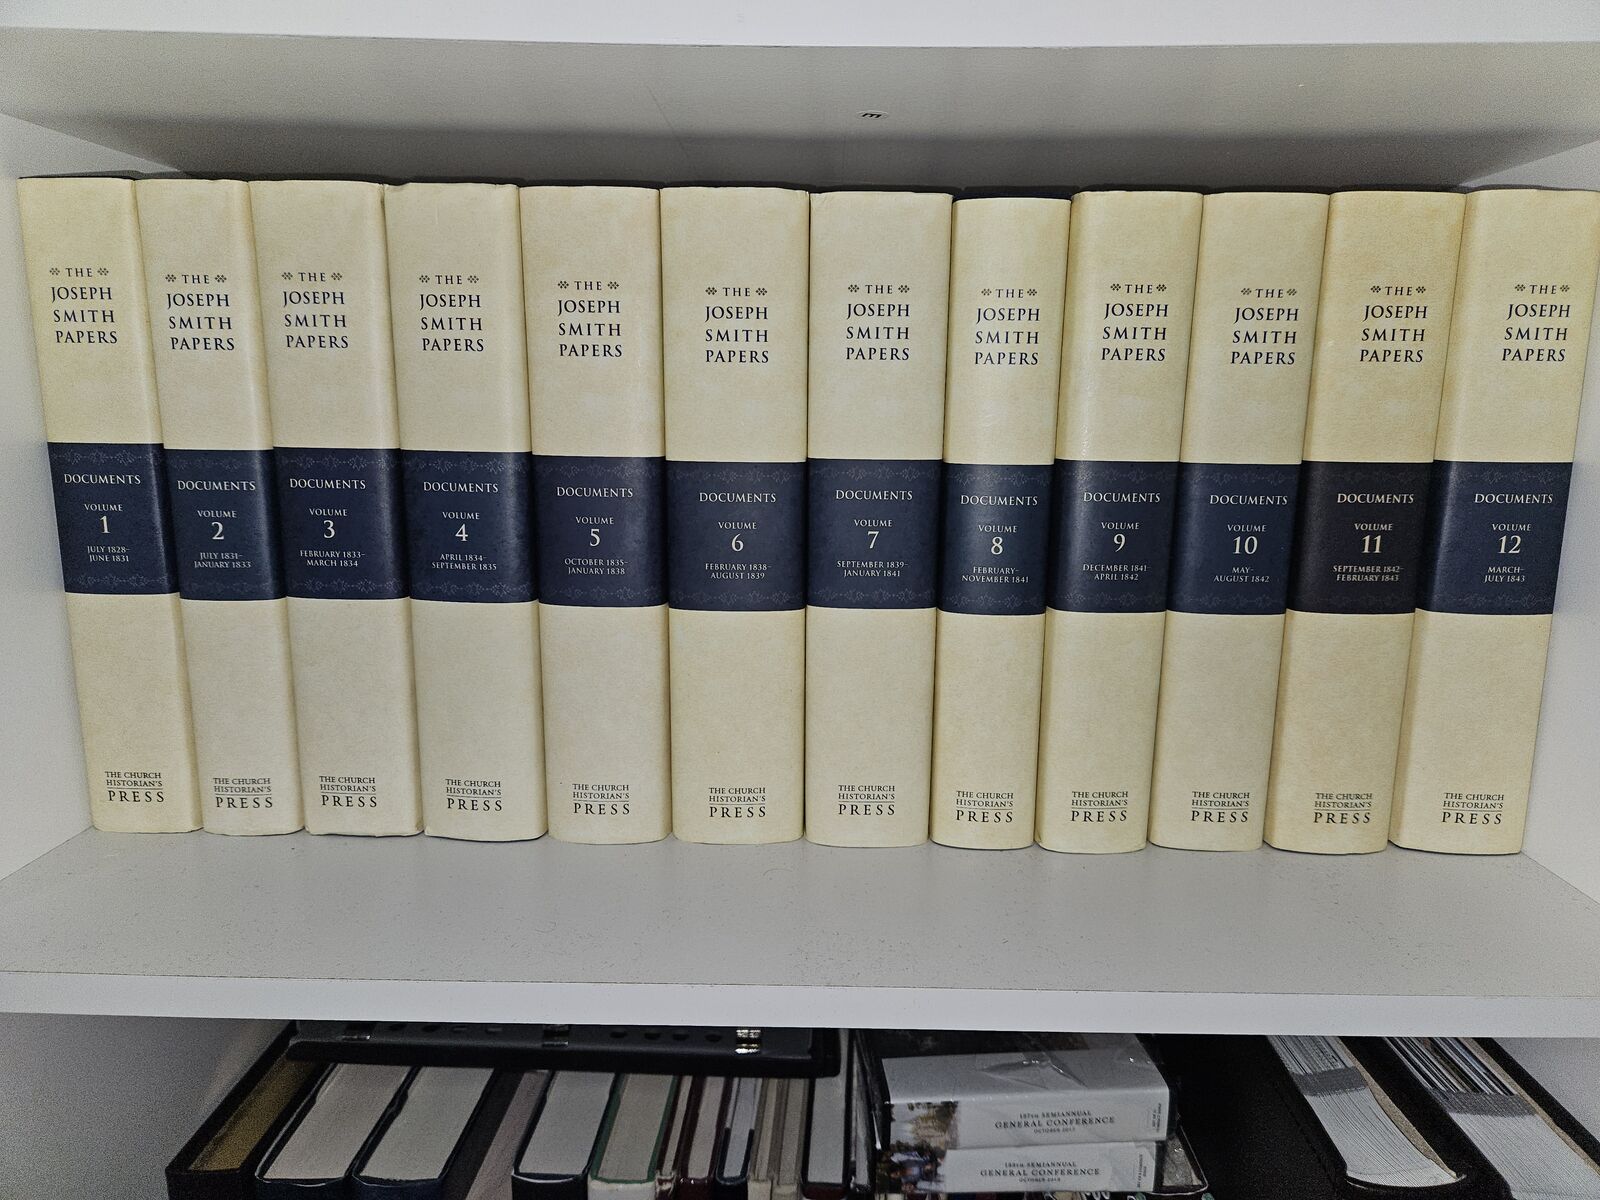 THE
JOSEPH
SMITH
PAPERS
DOCUMENTS
VOLUME
1
JULY 1828–
JUNE 1831
THE CHURCH
HISTORIAN'S
PRESS
THE
JOSEPH
SMITH
PAPERS
DOCUMENTS
VOLUME
2
JULY 1831–
JANUARY 1833
THE CHURCH
HISTORIAN'S
PRESS
THE
JOSEPH
SMITH
PAPERS
DOCUMENTS
VOLUME
3
FEBRUARY 1833–
MARCH 1834
THE CHURCH
HISTORIAN'S
PRESS
THE
JOSEPH
SMITH
PAPERS
DOCUMENTS
VOLUME
4
APRIL 1834–
SEPTEMBER 1835
THE CHURCH
HISTORIAN'S
PRESS
THE
JOSEPH
SMITH
PAPERS
DOCUMENTS
VOLUME
5
OCTOBER 1835–
JANUARY 1838
THE CHURCH
HISTORIAN'S
PRESS
THE
JOSEPH
SMITH
PAPERS
DOCUMENTS
VOLUME
6
FEBRUARY 1838–
AUGUST 1839
THE CHURCH
HISTORIAN'S
PRESS
THE
JOSEPH
SMITH
PAPERS
DOCUMENTS
VOLUME
7
SEPTEMBER 1839–
JANUARY 1841
THE CHURCH
HISTORIAN'S
PRESS
THE
JOSEPH
SMITH
PAPERS
DOCUMENTS
VOLUME
8
FEBRUARY–
NOVEMBER 1841
THE CHURCH
HISTORIAN'S
PRESS
THE
JOSEPH
SMITH
PAPERS
DOCUMENTS
VOLUME
9
DECEMBER 1841–
APRIL 1842
THE CHURCH
HISTORIAN'S
PRESS
THE
JOSEPH
SMITH
PAPERS
DOCUMENTS
VOLUME
10
MAY–
AUGUST 1842
THE CHURCH
HISTORIAN'S
PRESS
THE
JOSEPH
SMITH
PAPERS
DOCUMENTS
VOLUME
11
SEPTEMBER 1842–
FEBRUARY 1843
THE CHURCH
HISTORIAN'S
PRESS
THE
JOSEPH
SMITH
PAPERS
DOCUMENTS
VOLUME
12
MARCH–
JULY 1843
THE CHURCH
HISTORIAN'S
PRESS
187TH SEMIANNUAL
GENERAL CONFERENCE
OCTOBER 2017
188TH SEMIANNUAL
GENERAL CONFERENCE
OCTOBER 2018